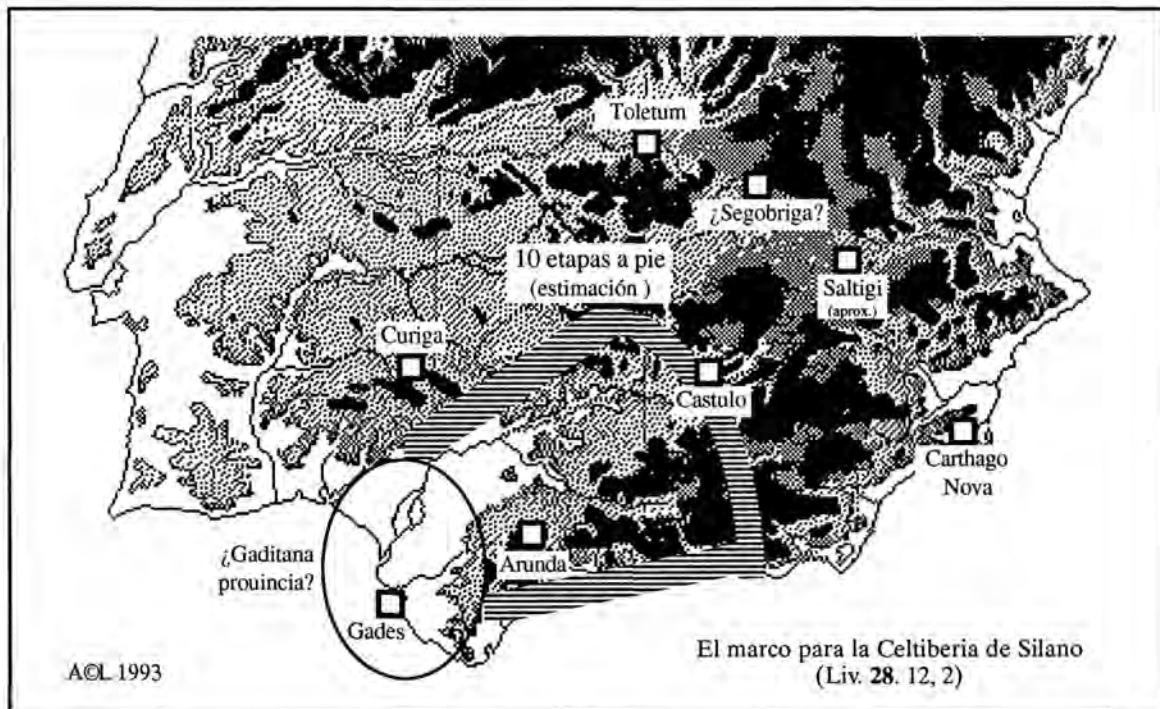 Toletum
¿Segobriga?
10 etapas a pie
(estimación )
Saltigi
(aprox.)
Curiga
Castulo
Carthago
Nova
¿Gaditana
prouincia?
Arunda
Gades
A©L 1993
El marco para la Celtiberia de Silano
(Liv. 28. 12, 2)